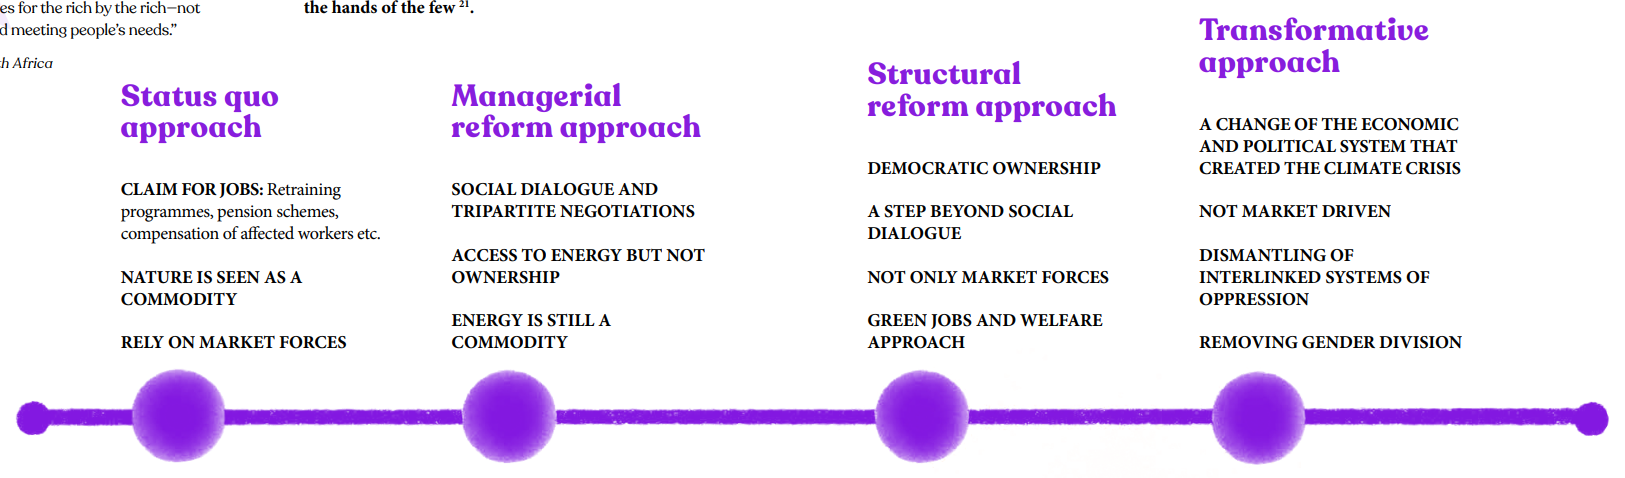 es for the rich by the rich—not
d meeting people's needs.”
h Africa
the hands of the few 21.
Status quo
approach
CLAIM FOR JOBS: Retraining
programmes, pension schemes,
compensation of affected workers etc.
NATURE IS SEEN AS A
COMMODITY
RELY ON MARKET FORCES
Managerial
reform approach
SOCIAL DIALOGUE AND
TRIPARTITE NEGOTIATIONS
ACCESS TO ENERGY BUT NOT
OWNERSHIP
ENERGY IS STILL A
COMMODITY
Structural
reform approach
DEMOCRATIC OWNERSHIP
A STEP BEYOND SOCIAL
DIALOGUE
NOT ONLY MARKET FORCES
GREEN JOBS AND WELFARE
APPROACH
Transformative
approach
A CHANGE OF THE ECONOMIC
AND POLITICAL SYSTEM THAT
CREATED THE CLIMATE CRISIS
NOT MARKET DRIVEN
DISMANTLING OF
INTERLINKED SYSTEMS OF
OPPRESSION
REMOVING GENDER DIVISION